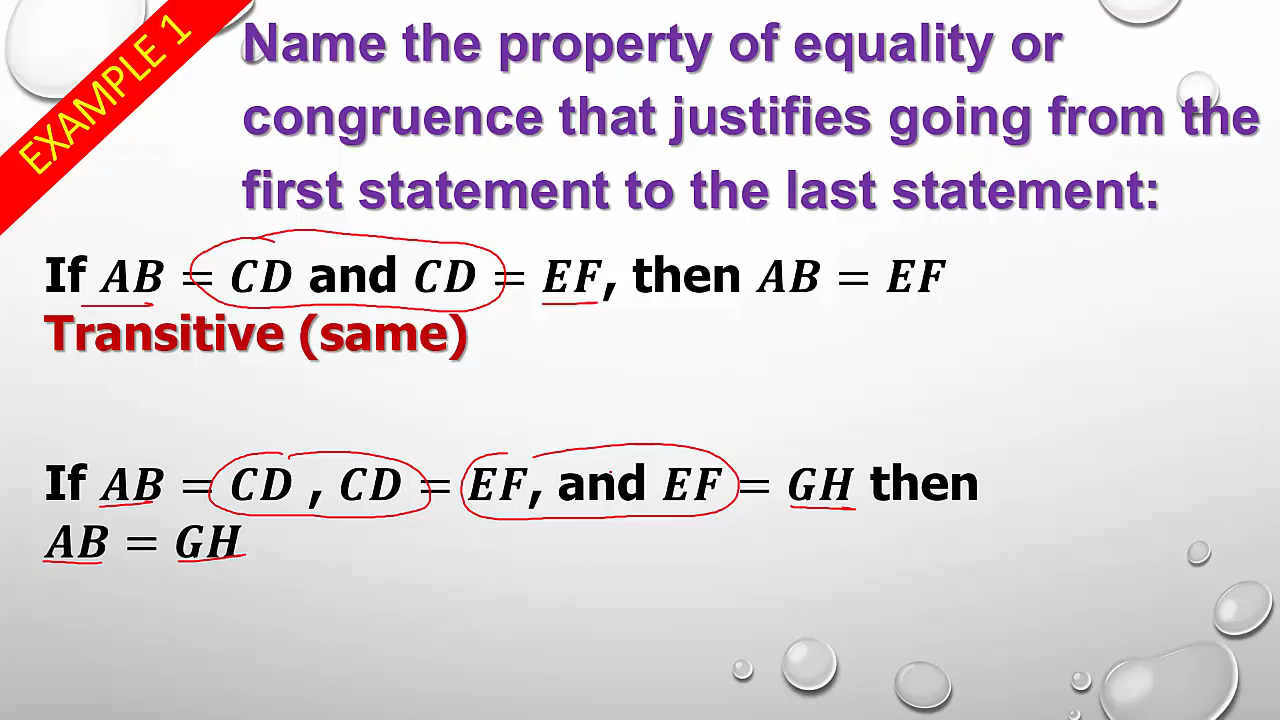 EXAMPLE 1
Name the property of equality or
congruence that justifies going from the
first statement to the last statement:
If AB = CD and CD = EF, then AB = EF
Transitive (same)
If AB = CD , CD = EF, and EF = GH then
AB = GH